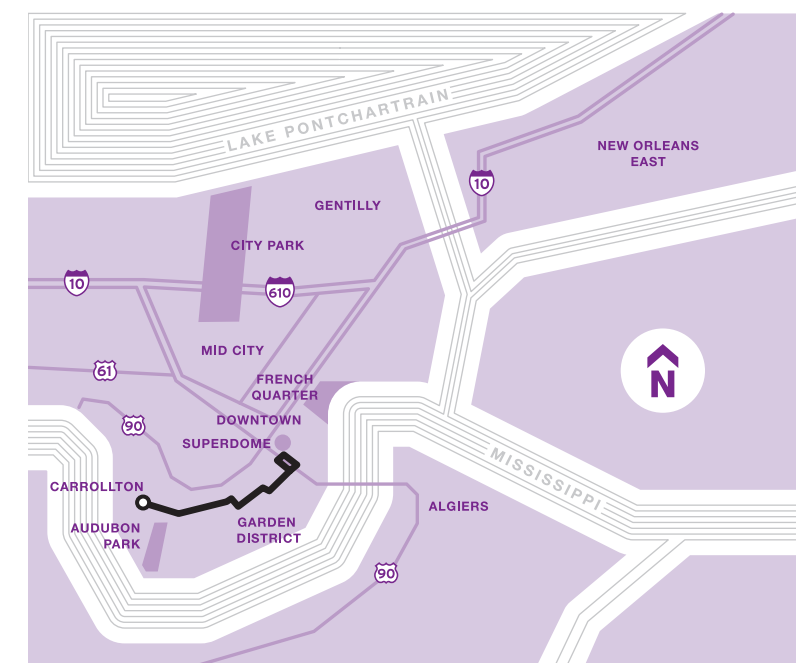 LAKE PONTCHARTRAIN
NEW ORLEANS
EAST
10
GENTILLY
CITY PARK
10
610
MID CITY
61
FRENCH
QUARTER
90
DOWNTOWN
SUPERDOME
N
MISSISSIPPI
CARROLLTON
ALGIERS
AUDUBON
PARK
GARDEN
DISTRICT
90